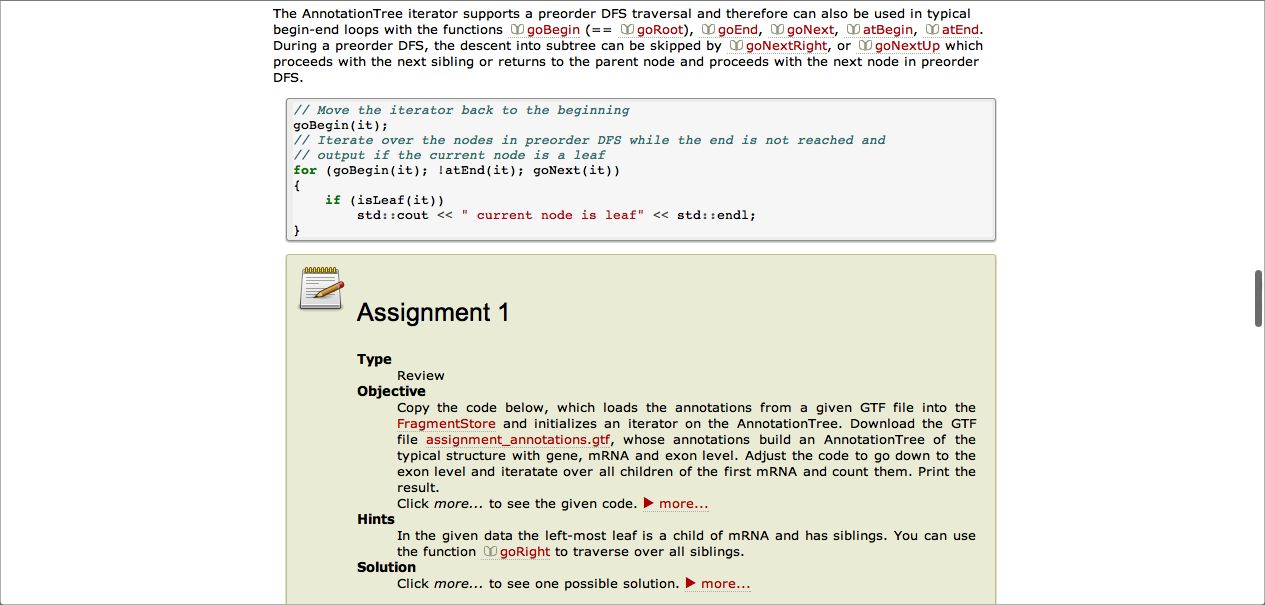 The AnnotationTree iterator supports a preorder DFS traversal and therefore can also be used in typical
begin-end loops with the functions goBegin (== goRoot), goEnd, goNext, atBegin, atEnd.
During a preorder DFS, the descent into subtree can be skipped by goNextRight, or goNextUp which
proceeds with the next sibling or returns to the parent node and proceeds with the next node in preorder
DFS.
// Move the iterator back to the beginning
goBegin(it);
// Iterate over the nodes in preorder DFS while the end is not reached and
// output if the current node is a leaf
for (goBegin(it); !atEnd(it); goNext(it))
{
    if (isLeaf(it))
        std::cout << " current node is leaf" << std::endl;
}
Assignment 1
Type
Review
Objective
Copy the code below, which loads the annotations from a given GTF file into the
FragmentStore and initializes an iterator on the AnnotationTree. Download the GTF
file assignment_annotations.gtf, whose annotations build an AnnotationTree of the
typical structure with gene, mRNA and exon level. Adjust the code to go down to the
exon level and iteratate over all children of the first mRNA and count them. Print the
result.
Click more... to see the given code. ▶ more...
Hints
In the given data the left-most leaf is a child of mRNA and has siblings. You can use
the function goRight to traverse over all siblings.
Solution
Click more... to see one possible solution. ▶ more...